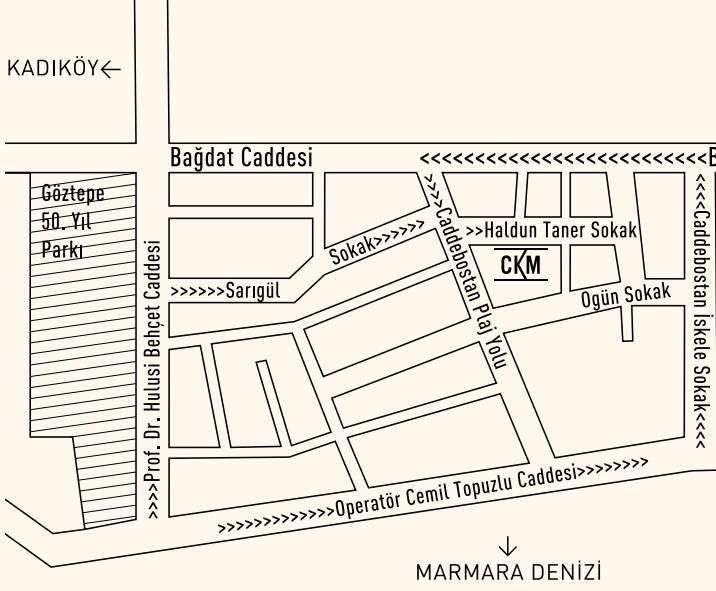 KADIKÖY←
Bağdat Caddesi
<<<<<<<<<<<<<<<<<<<<<<<<<B
Göztepe
50. Yıl
Parkı
>>>>Prof. Dr. Hulusi Behçet Caddesi
>>>>>>Sarıgül
Sokak>>>>>>
>>>>Caddebostan Plaj Yolu
>>Haldun Taner Sokak
CKM
Ogün Sokak
<<<<Caddebostan İskele Sokak<<<<
>>>>>>>>>>>>>Operatör Cemil Topuzlu Caddesi>>>>>>>>
↓
MARMARA DENİZİ